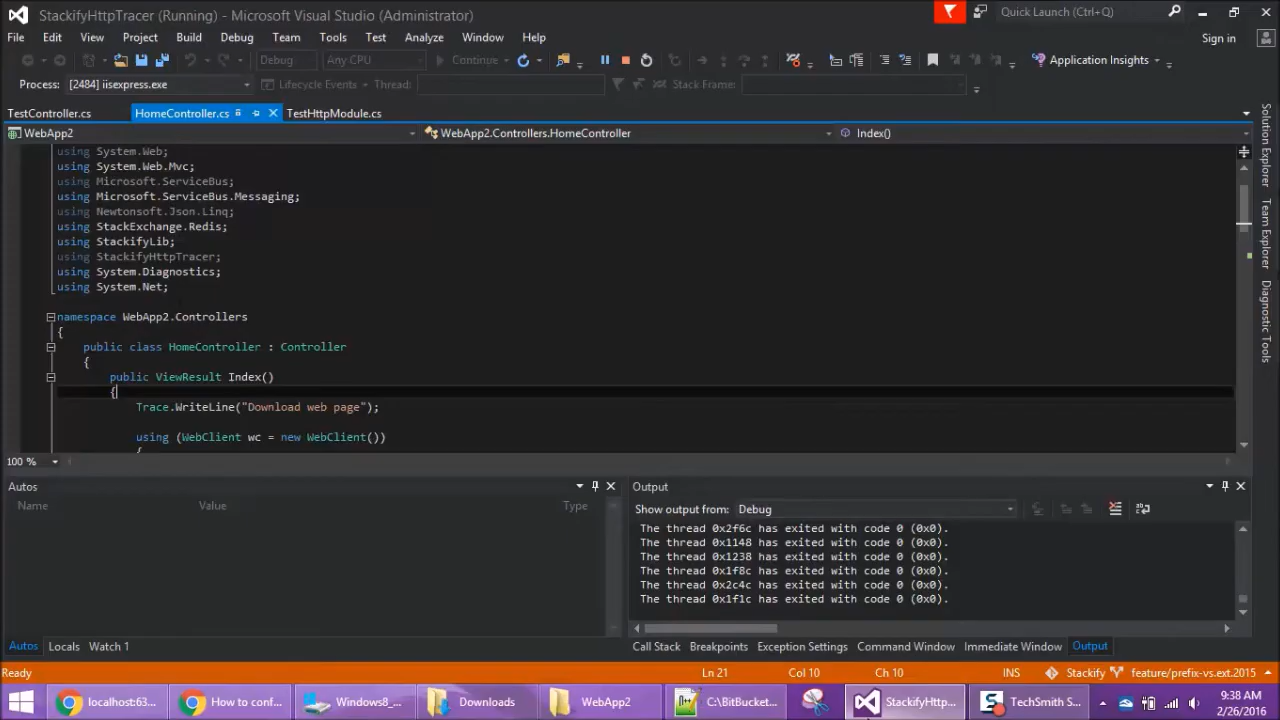 StackifyHttpTracer (Running) - Microsoft Visual Studio (Administrator)
Quick Launch (Ctrl+Q)
File Edit View Project Build Debug Team Tools Test Analyze Window Help
Sign in
Debug Any CPU Continue Application Insights
Process: [2484] iisexpress.exe Lifecycle Events Thread: Stack Frame:
TestController.cs HomeController.cs TestHttpModule.cs
WebApp2 WebApp2.Controllers.HomeController Index()
using System.Web;
using System.Web.Mvc;
using Microsoft.ServiceBus;
using Microsoft.ServiceBus.Messaging;
using Newtonsoft.Json.Linq;
using StackExchange.Redis;
using StackifyLib;
using StackifyHttpTracer;
using System.Diagnostics;
using System.Net;
namespace WebApp2.Controllers
{
public class HomeController : Controller
{
public ViewResult Index()
{
Trace.WriteLine("Download web page");
using (WebClient wc = new WebClient())
{
Solution Explorer
Team Explorer
Diagnostic Tools
100 %
Autos
Name Value Type
Output
Show output from: Debug
The thread 0x2f6c has exited with code 0 (0x0).
The thread 0x1148 has exited with code 0 (0x0).
The thread 0x1238 has exited with code 0 (0x0).
The thread 0x1f8c has exited with code 0 (0x0).
The thread 0x2c4c has exited with code 0 (0x0).
The thread 0x1f1c has exited with code 0 (0x0).
Autos Locals Watch 1
Call Stack Breakpoints Exception Settings Command Window Immediate Window Output
Ready Ln 21 Col 10 Ch 10 INS Stackify feature/prefix-vs.ext.2015
localhost:63... How to conf... Windows8_... Downloads WebApp2 C:\BitBucket... StackifyHttp... TechSmith S...
9:38 AM
2/26/2016